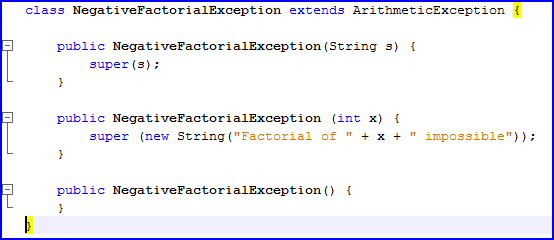 class NegativeFactorialException extends ArithmeticException {
public NegativeFactorialException(String s) {
super(s);
}
public NegativeFactorialException (int x) {
super (new String("Factorial of " + x + " impossible"));
}
public NegativeFactorialException() {
}
}